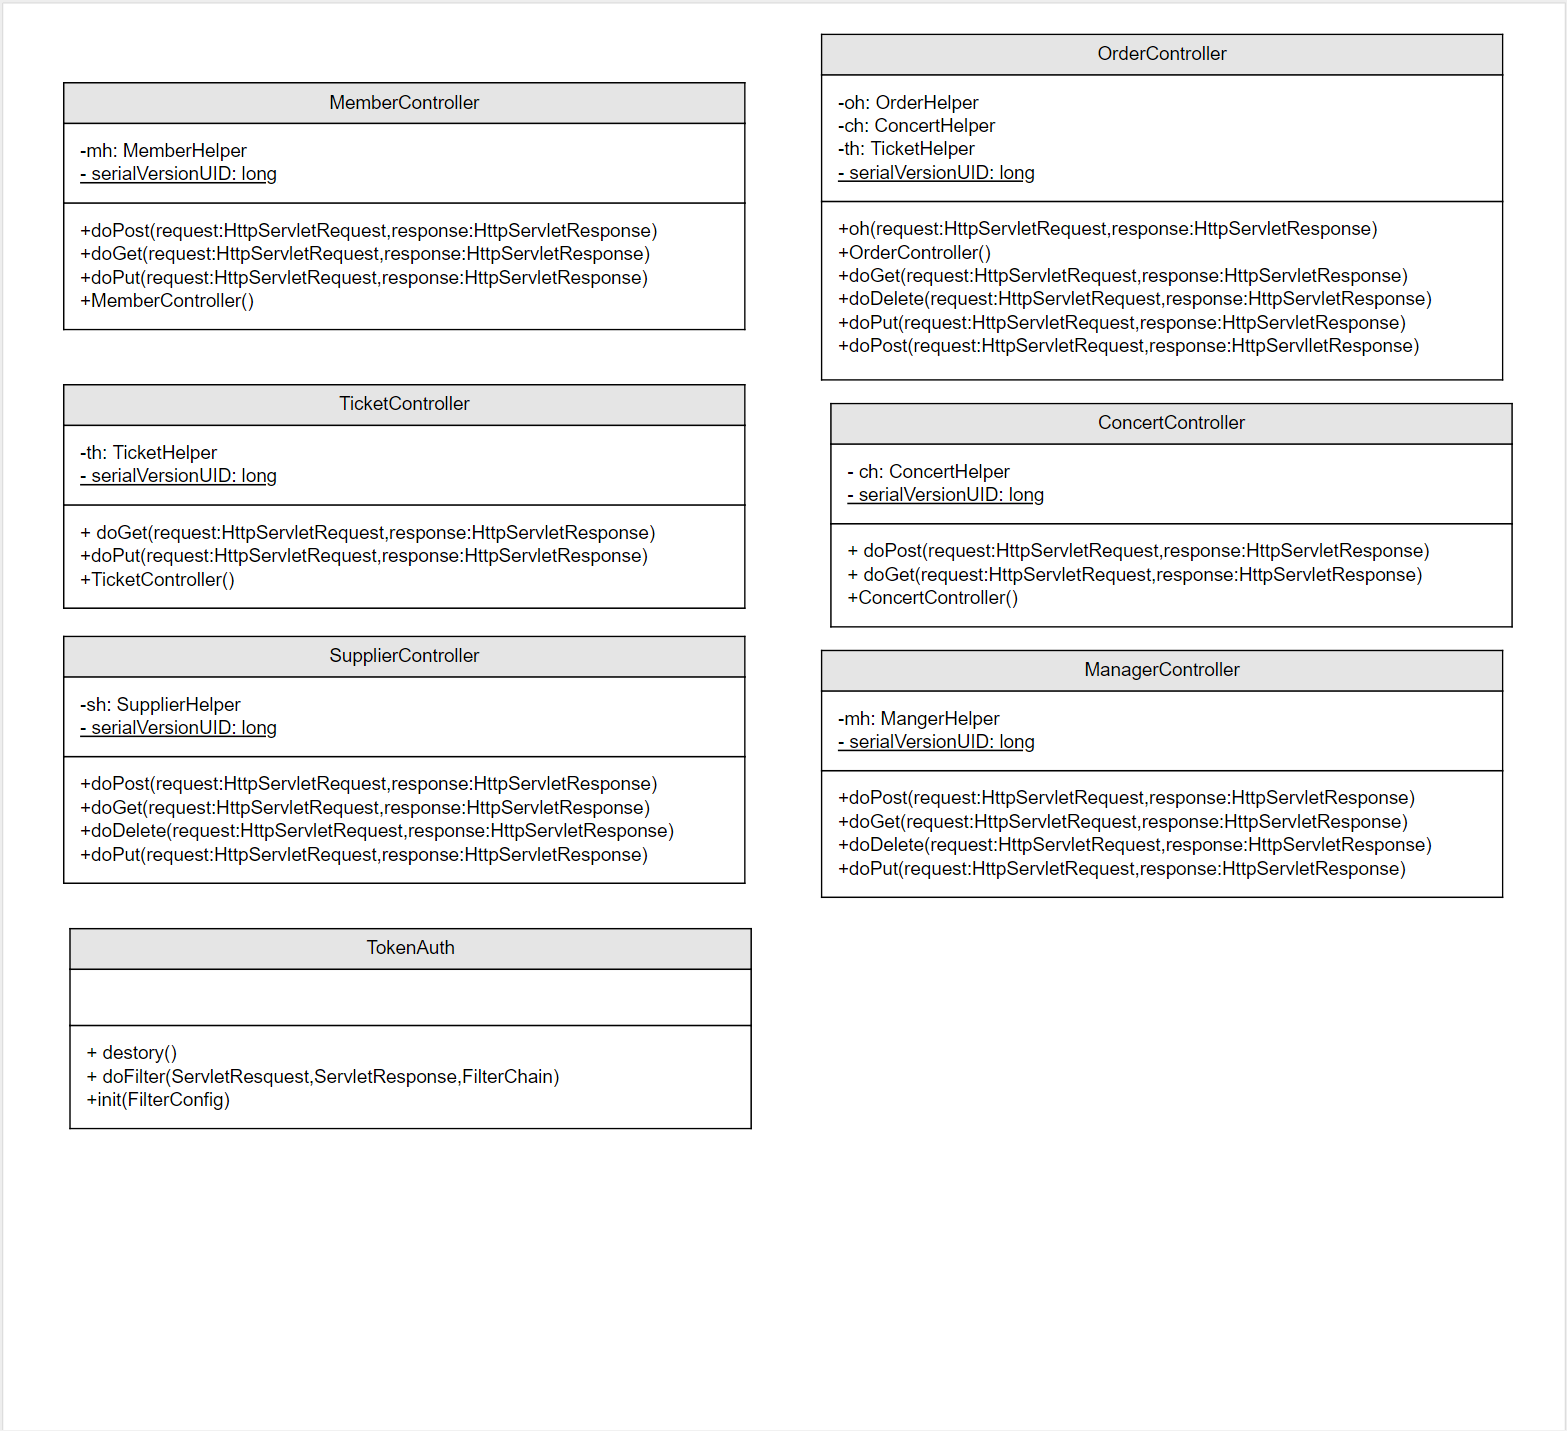 MemberController
-mh: MemberHelper
- serialVersionUID: long
+doPost(request:HttpServletRequest,response:HttpServletResponse)
+doGet(request:HttpServletRequest,response:HttpServletResponse)
+doPut(request:HttpServletRequest,response:HttpServletResponse)
+MemberController()
OrderController
-oh: OrderHelper
-ch: ConcertHelper
-th: TicketHelper
- serialVersionUID: long
+oh(request:HttpServletRequest,response:HttpServletResponse)
+OrderController()
+doGet(request:HttpServletRequest,response:HttpServletResponse)
+doDelete(request:HttpServletRequest,response:HttpServletResponse)
+doPut(request:HttpServletRequest,response:HttpServletResponse)
+doPost(request:HttpServletRequest,response:HttpServlletResponse)
TicketController
-th: TicketHelper
- serialVersionUID: long
+ doGet(request:HttpServletRequest,response:HttpServletResponse)
+doPut(request:HttpServletRequest,response:HttpServletResponse)
+TicketController()
ConcertController
- ch: ConcertHelper
- serialVersionUID: long
+ doPost(request:HttpServletRequest,response:HttpServletResponse)
+ doGet(request:HttpServletRequest,response:HttpServletResponse)
+ConcertController()
SupplierController
-sh: SupplierHelper
- serialVersionUID: long
+doPost(request:HttpServletRequest,response:HttpServletResponse)
+doGet(request:HttpServletRequest,response:HttpServletResponse)
+doDelete(request:HttpServletRequest,response:HttpServletResponse)
+doPut(request:HttpServletRequest,response:HttpServletResponse)
ManagerController
-mh: MangerHelper
- serialVersionUID: long
+doPost(request:HttpServletRequest,response:HttpServletResponse)
+doGet(request:HttpServletRequest,response:HttpServletResponse)
+doDelete(request:HttpServletRequest,response:HttpServletResponse)
+doPut(request:HttpServletRequest,response:HttpServletResponse)
TokenAuth
+ destory()
+ doFilter(ServletResquest,ServletResponse,FilterChain)
+init(FilterConfig)